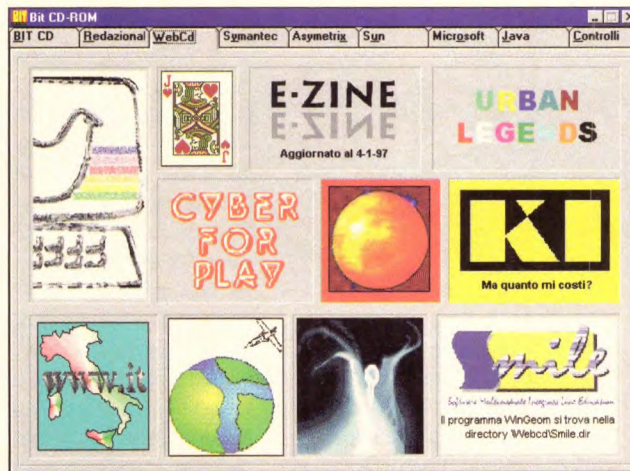 BIT Bit CD-ROM
BIT CD Redazional WebCd Symantec Asymetrix Sun Microsoft Java Controlli
J
E·ZINE
E·ZINE
Aggiornato al 4-1-97
URBAN
LEGENDS
CYBER
FOR
PLAY
KI
Ma quanto mi costi?
www.it
Smile
Il programma WinGeom si trova nella
directory \Webcd\Smile.dir